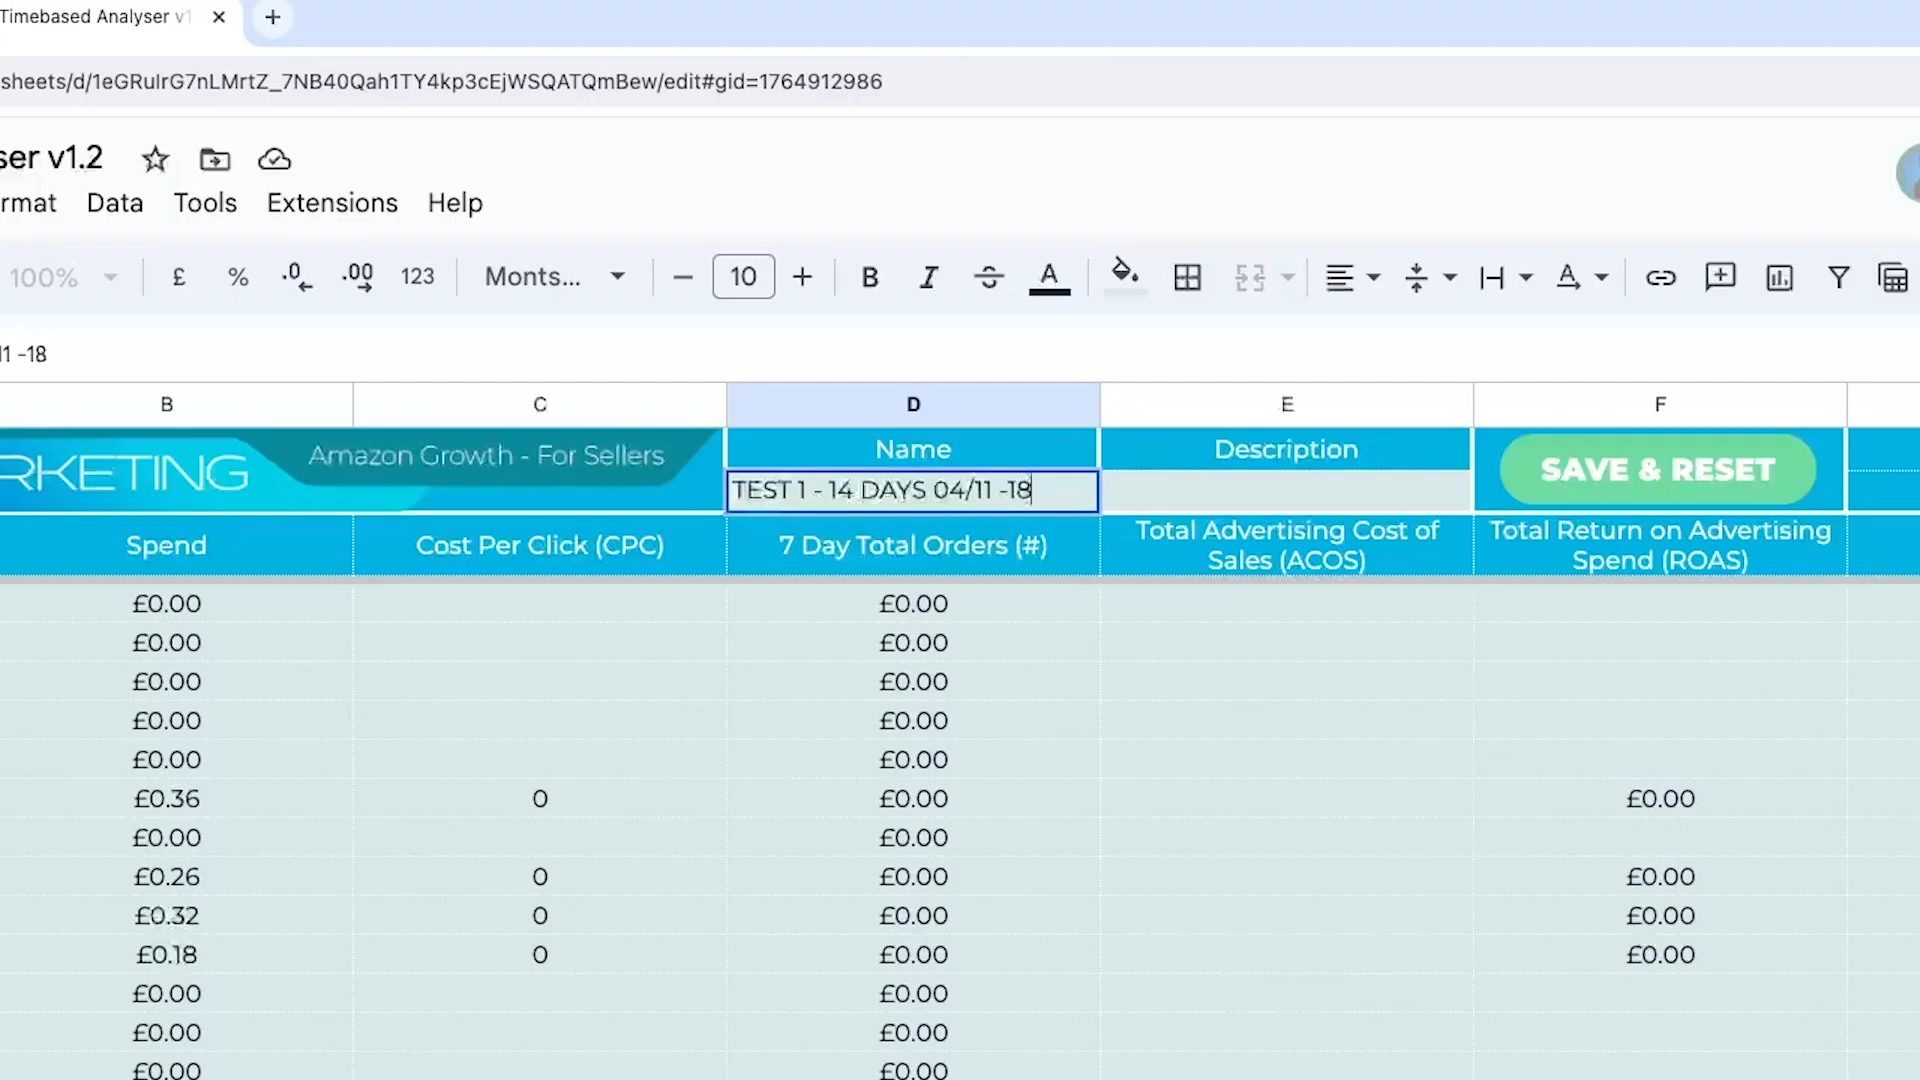 Timebased Analyser v1
sheets/d/1eGRuIrG7nLMrtZ_7NB40Qah1TY4kp3cEjWSQATQmBew/edit#gid=1764912986
ser v1.2
rmat Data Tools Extensions Help
100% £ % .0 .00 123 Monts... 10 B I A
11 -18
B C D E F
RKETING Amazon Growth - For Sellers Name Description SAVE & RESET
TEST 1 - 14 DAYS 04/11 -18
Spend Cost Per Click (CPC) 7 Day Total Orders (#) Total Advertising Cost of Sales (ACOS) Total Return on Advertising Spend (ROAS)
£0.00 £0.00
£0.00 £0.00
£0.00 £0.00
£0.00 £0.00
£0.00 £0.00
£0.36 0 £0.00 £0.00
£0.00 £0.00
£0.26 0 £0.00 £0.00
£0.32 0 £0.00 £0.00
£0.18 0 £0.00 £0.00
£0.00 £0.00
£0.00 £0.00
£0.00 £0.00